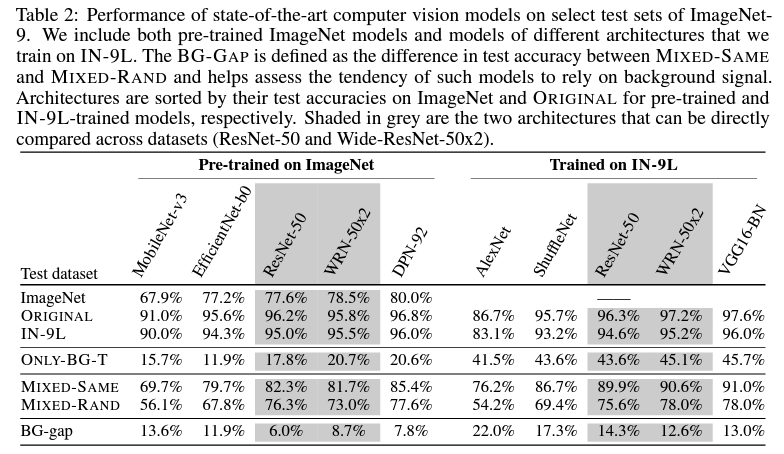 Table 2: Performance of state-of-the-art computer vision models on select test sets of ImageNet-
9. We include both pre-trained ImageNet models and models of different architectures that we
train on IN-9L. The BG-GAP is defined as the difference in test accuracy between MIXED-SAME
and MIXED-RAND and helps assess the tendency of such models to rely on background signal.
Architectures are sorted by their test accuracies on ImageNet and ORIGINAL for pre-trained and
IN-9L-trained models, respectively. Shaded in grey are the two architectures that can be directly
compared across datasets (ResNet-50 and Wide-ResNet-50x2).
Pre-trained on ImageNet Trained on IN-9L
Test dataset MobileNet-v3 EfficientNet-b0 ResNet-50 WRN-50x2 DPN-92 AlexNet ShuffleNet ResNet-50 WRN-50x2 VGG16-BN
ImageNet 67.9% 77.2% 77.6% 78.5% 80.0% ——
ORIGINAL 91.0% 95.6% 96.2% 95.8% 96.8% 86.7% 95.7% 96.3% 97.2% 97.6%
IN-9L 90.0% 94.3% 95.0% 95.5% 96.0% 83.1% 93.2% 94.6% 95.2% 96.0%
ONLY-BG-T 15.7% 11.9% 17.8% 20.7% 20.6% 41.5% 43.6% 43.6% 45.1% 45.7%
MIXED-SAME 69.7% 79.7% 82.3% 81.7% 85.4% 76.2% 86.7% 89.9% 90.6% 91.0%
MIXED-RAND 56.1% 67.8% 76.3% 73.0% 77.6% 54.2% 69.4% 75.6% 78.0% 78.0%
BG-gap 13.6% 11.9% 6.0% 8.7% 7.8% 22.0% 17.3% 14.3% 12.6% 13.0%